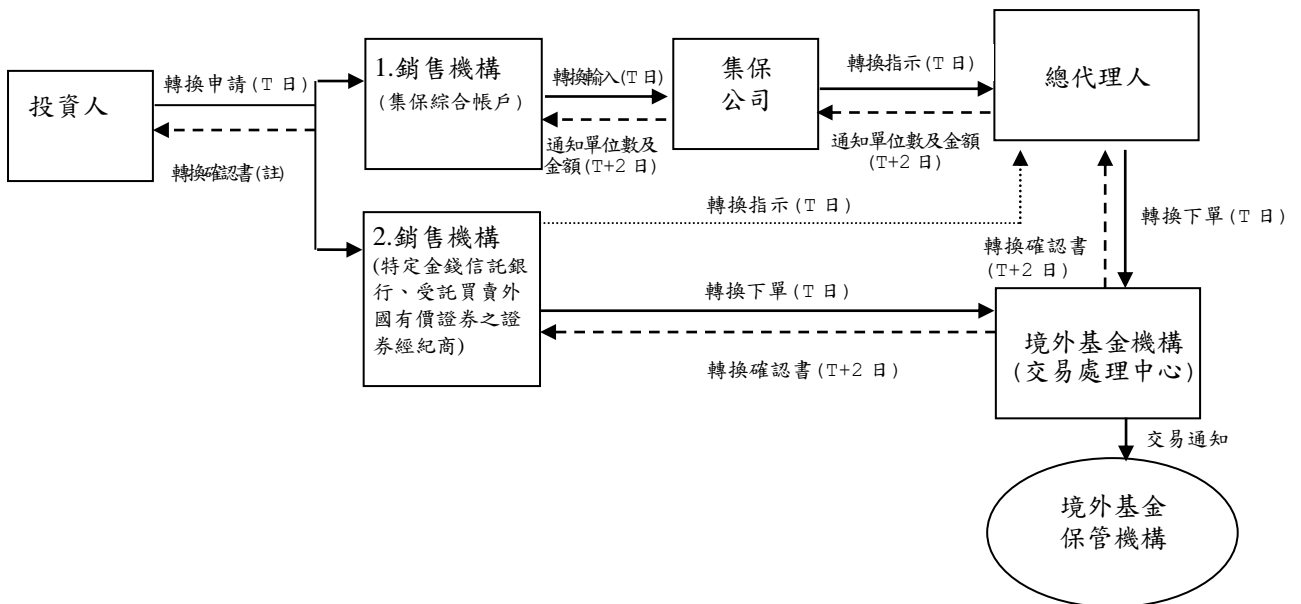 投資人
轉換申請(T 日)
轉換確認書(註)
1.銷售機構
(集保綜合帳戶)
轉換輸入(T 日)
通知單位數及
金額(T+2 日)
集保
公司
轉換指示(T 日)
通知單位數及金額
(T+2 日)
總代理人
2.銷售機構
(特定金錢信託銀
行、受託買賣外
國有價證券之證
券經紀商)
轉換指示(T 日)
轉換下單(T 日)
轉換確認書(T+2 日)
轉換下單(T 日)
轉換確認書
(T+2 日)
境外基金機構
(交易處理中心)
交易通知
境外基金
保管機構